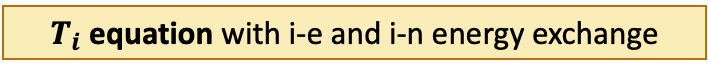 T_i equation with i-e and i-n energy exchange